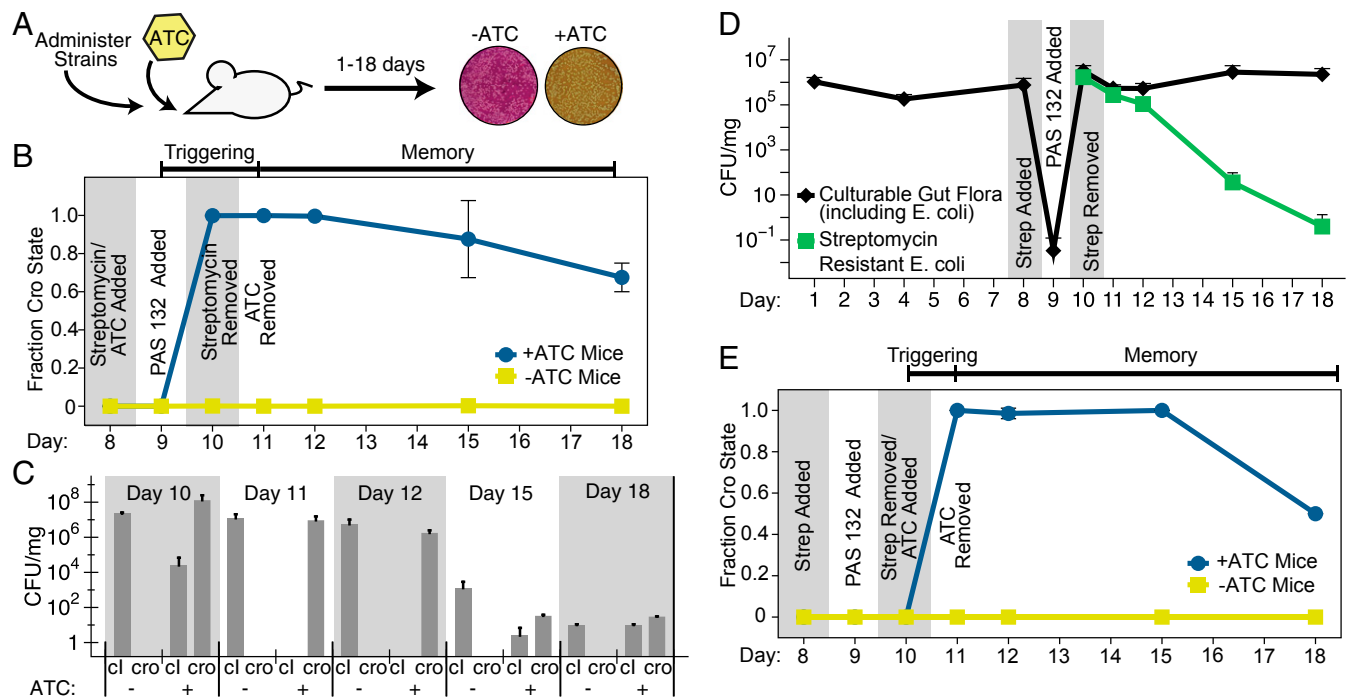 A
Administer
Strains
ATC
1-18 days
-ATC
+ATC
B
Triggering
Memory
Fraction Cro State
1.0
0.8
0.6
0.4
0.2
0
Streptomycin/
ATC Added
PAS 132 Added
Streptomycin
Removed
ATC
Removed
+ATC Mice
-ATC Mice
Day:
8 9 10 11 12 13 14 15 16 17 18
C
CFU/mg
10^8
10^6
10^4
10^2
1
Day 10
Day 11
Day 12
Day 15
Day 18
cI cro cI cro cI cro cI cro cI cro cI cro cI cro cI cro cI cro cI cro
ATC: - + - + - + - + - +
D
CFU/mg
10^7
10^5
10^3
10
10^−1
Culturable Gut Flora
(including E. coli)
Streptomycin
Resistant E. coli
Strep Added
PAS 132 Added
Strep Removed
Day: 1 2 3 4 5 6 7 8 9 10 11 12 13 14 15 16 17 18
E
Triggering
Memory
Fraction Cro State
1.0
0.8
0.6
0.4
0.2
0
Strep Added
PAS 132 Added
Strep Removed/
ATC Added
ATC
Removed
+ATC Mice
-ATC Mice
Day: 8 9 10 11 12 13 14 15 16 17 18